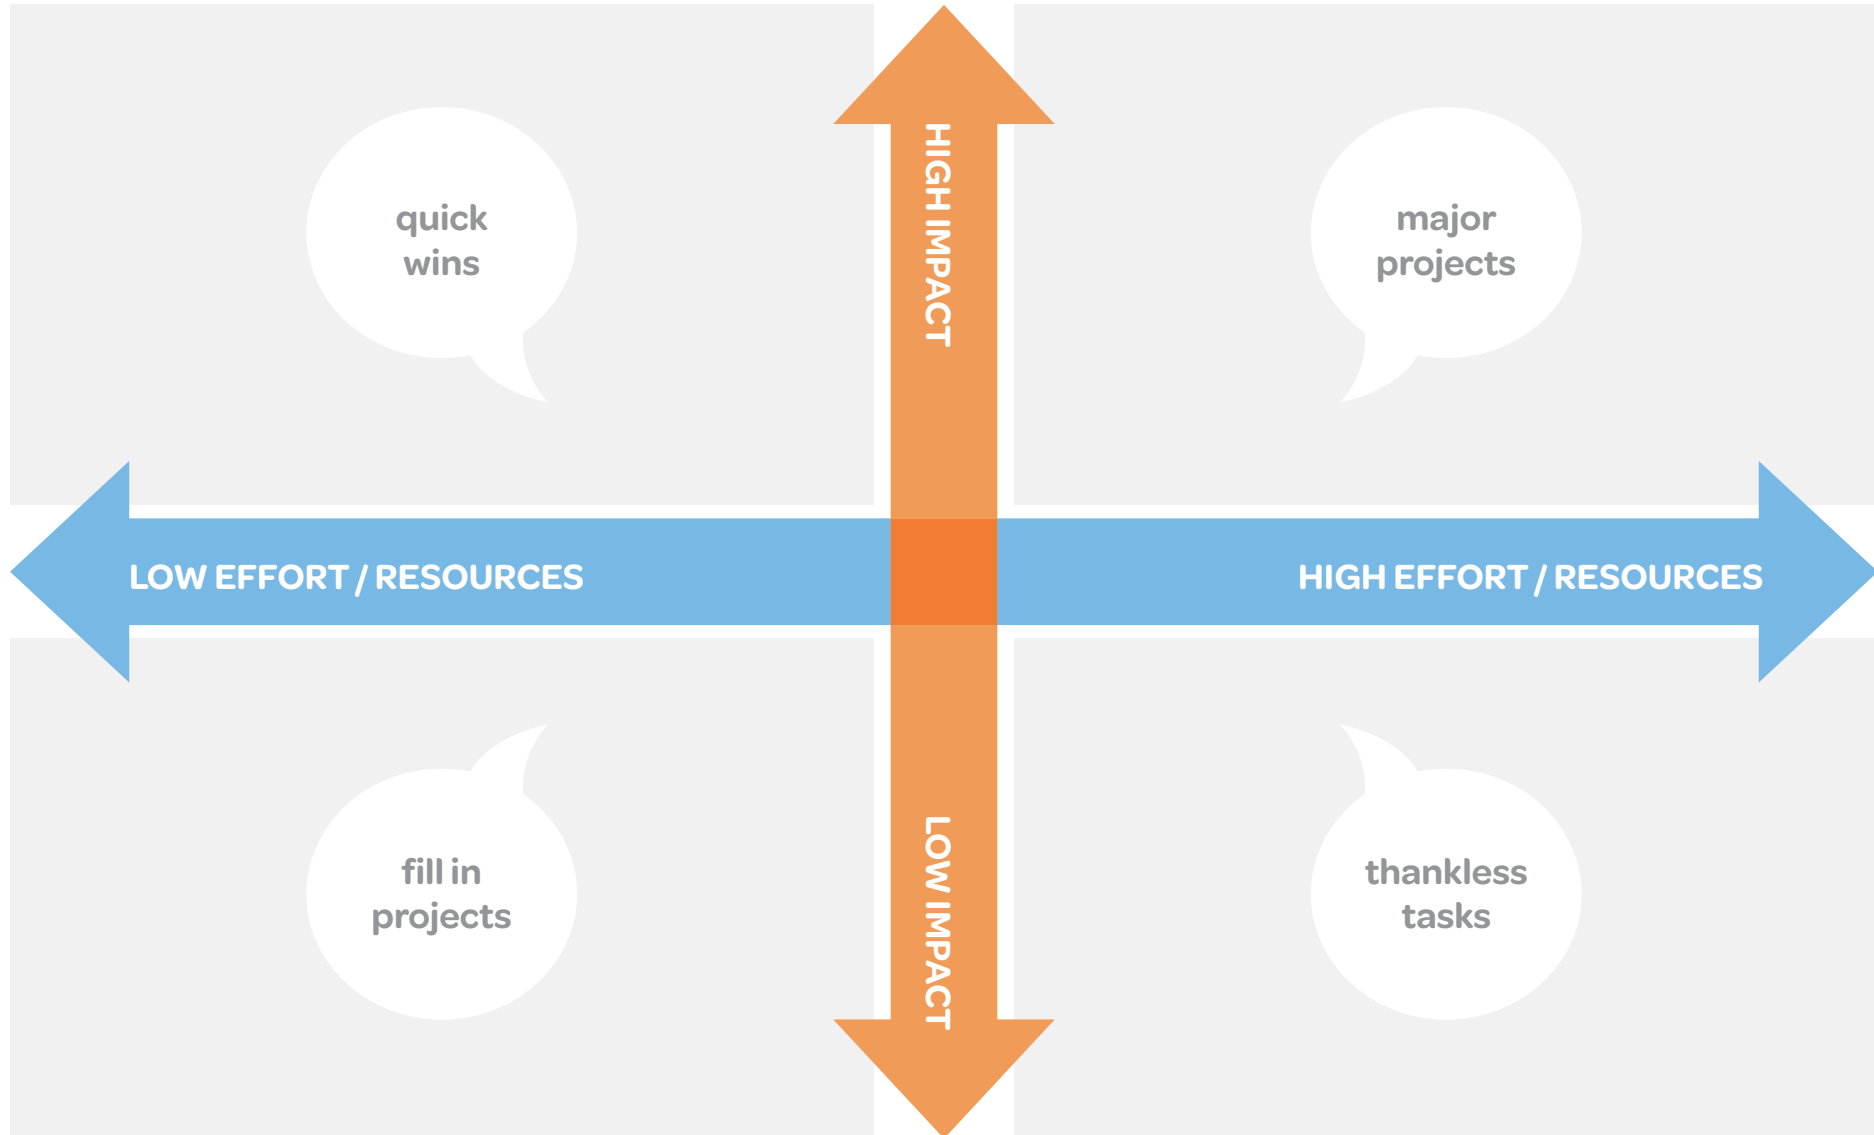 HIGH IMPACT
quick
wins
major
projects
LOW EFFORT / RESOURCES
HIGH EFFORT / RESOURCES
fill in
projects
LOW IMPACT
thankless
tasks